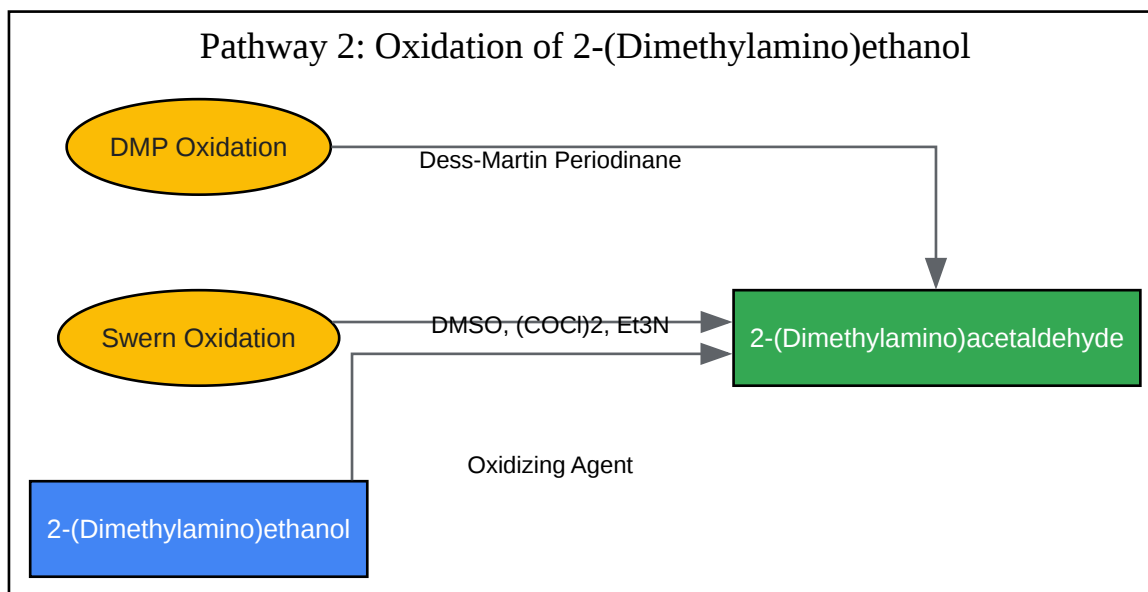 Pathway 2: Oxidation of 2-(Dimethylamino)ethanol
DMP Oxidation
Dess-Martin Periodinane
Swern Oxidation
DMSO, (COCl)2, Et3N
2-(Dimethylamino)acetaldehyde
Oxidizing Agent
2-(Dimethylamino)ethanol